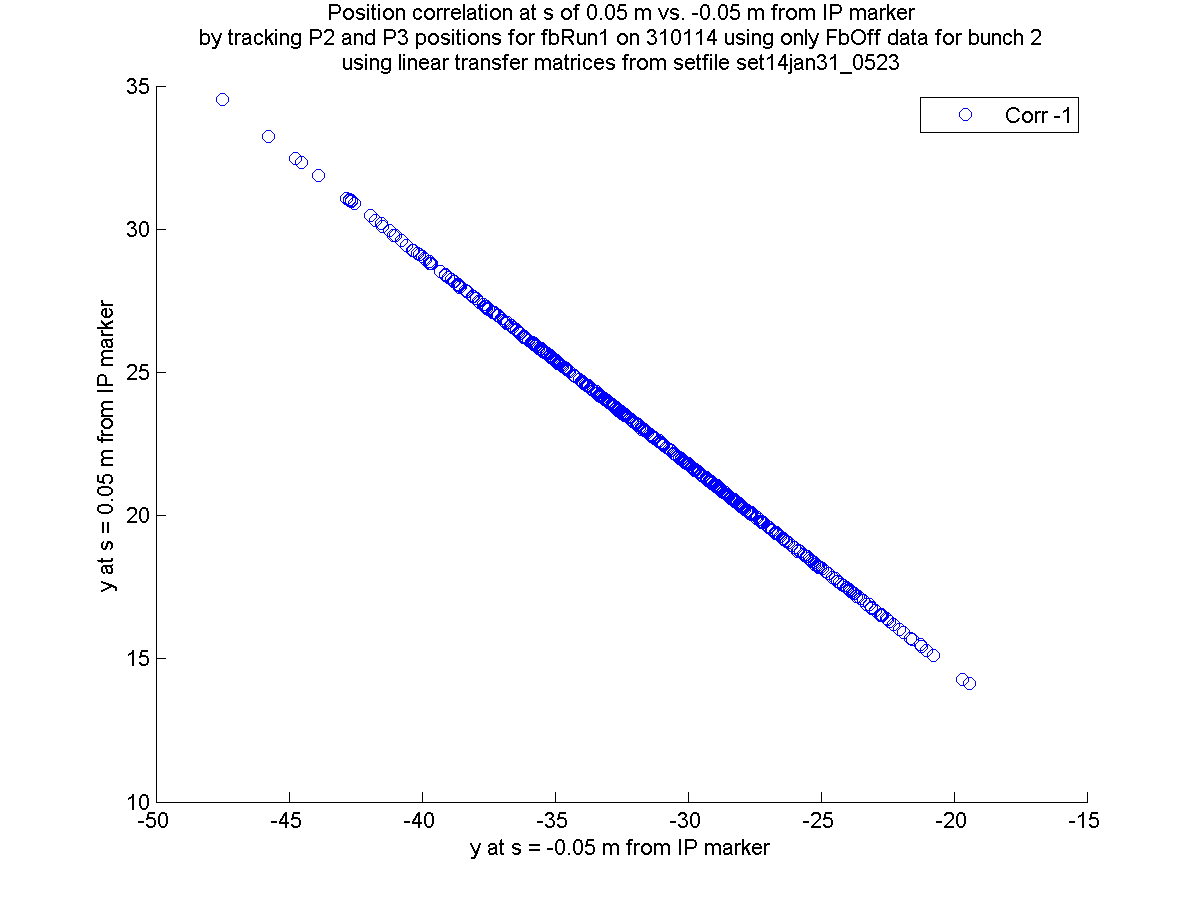 Position correlation at s of 0.05 m vs. -0.05 m from IP marker
by tracking P2 and P3 positions for fbRun1 on 310114 using only FbOff data for bunch 2
using linear transfer matrices from setfile set14jan31_0523
Corr -1
35
30
25
20
15
10
y at s = 0.05 m from IP marker
-50
-45
-40
-35
-30
-25
-20
-15
y at s = -0.05 m from IP marker